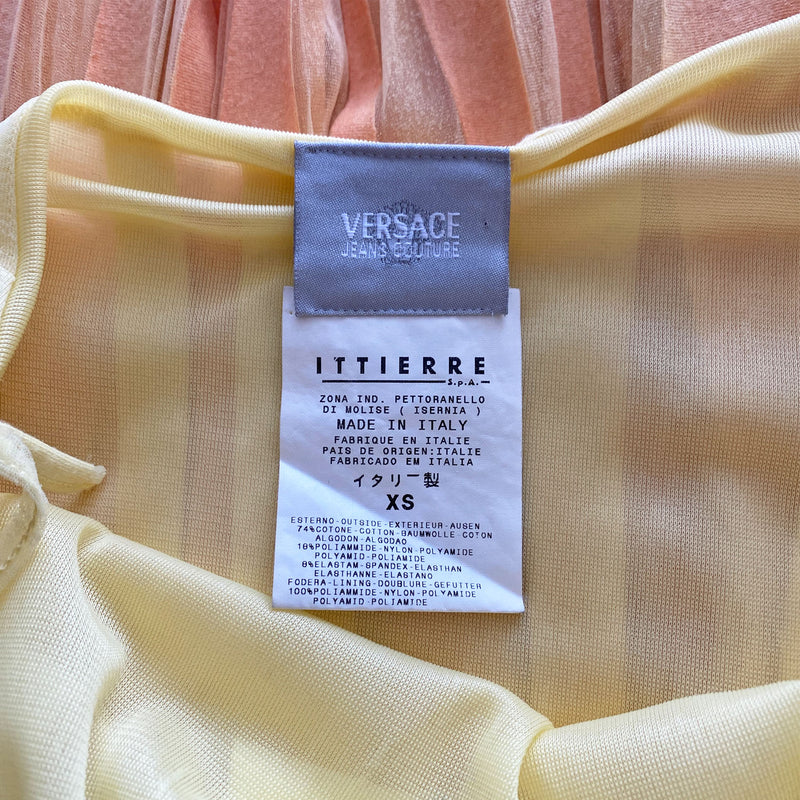 VERSACE
JEANS COUTURE
ITTIERRE
S.p.A.
ZONA IND. PETTORANELLO
DI MOLISE ( ISERNIA )
MADE IN ITALY
FABRIQUE EN ITALIE
PAIS DE ORIGEN:ITALIE
FABRICADO EM ITALIA
イタリー製
XS
ESTERNO-OUTSIDE-EXTERIEUR-AUSEN
74%COTONE-COTTON-BAUMWOLLE-COTON
ALGODON-ALGODAO
18%POLIAMMIDE-NYLON-POLYAMIDE
POLYAMID-POLIAMIDE
8%ELASTAM-SPANDEX-ELASTHAN
ELASTHANNE-ELASTANO
FODERA-LINING-DOUBLURE-GEFUTTER
100%POLIAMMIDE-NYLON-POLYAMIDE
POLYAMID-POLIAMIDE